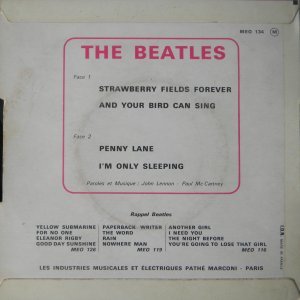 MEO 134 M
THE BEATLES
Face 1
STRAWBERRY FIELDS FOREVER
AND YOUR BIRD CAN SING
Face 2
PENNY LANE
I'M ONLY SLEEPING
Paroles et Musique : John Lennon - Paul Mc Cartney
Rappel Beatles
YELLOW SUBMARINE
FOR NO ONE
ELEANOR RIGBY
GOOD DAY SUNSHINE
MEO 126
PAPERBACK WRITER
THE WORD
RAIN
NOWHERE MAN
MEO 119
ANOTHER GIRL
I NEED YOU
THE NIGHT BEFORE
YOU'RE GOING TO LOSE THAT GIRL
MEO 116
LES INDUSTRIES MUSICALES ET ÉLECTRIQUES PATHÉ MARCONI - PARIS